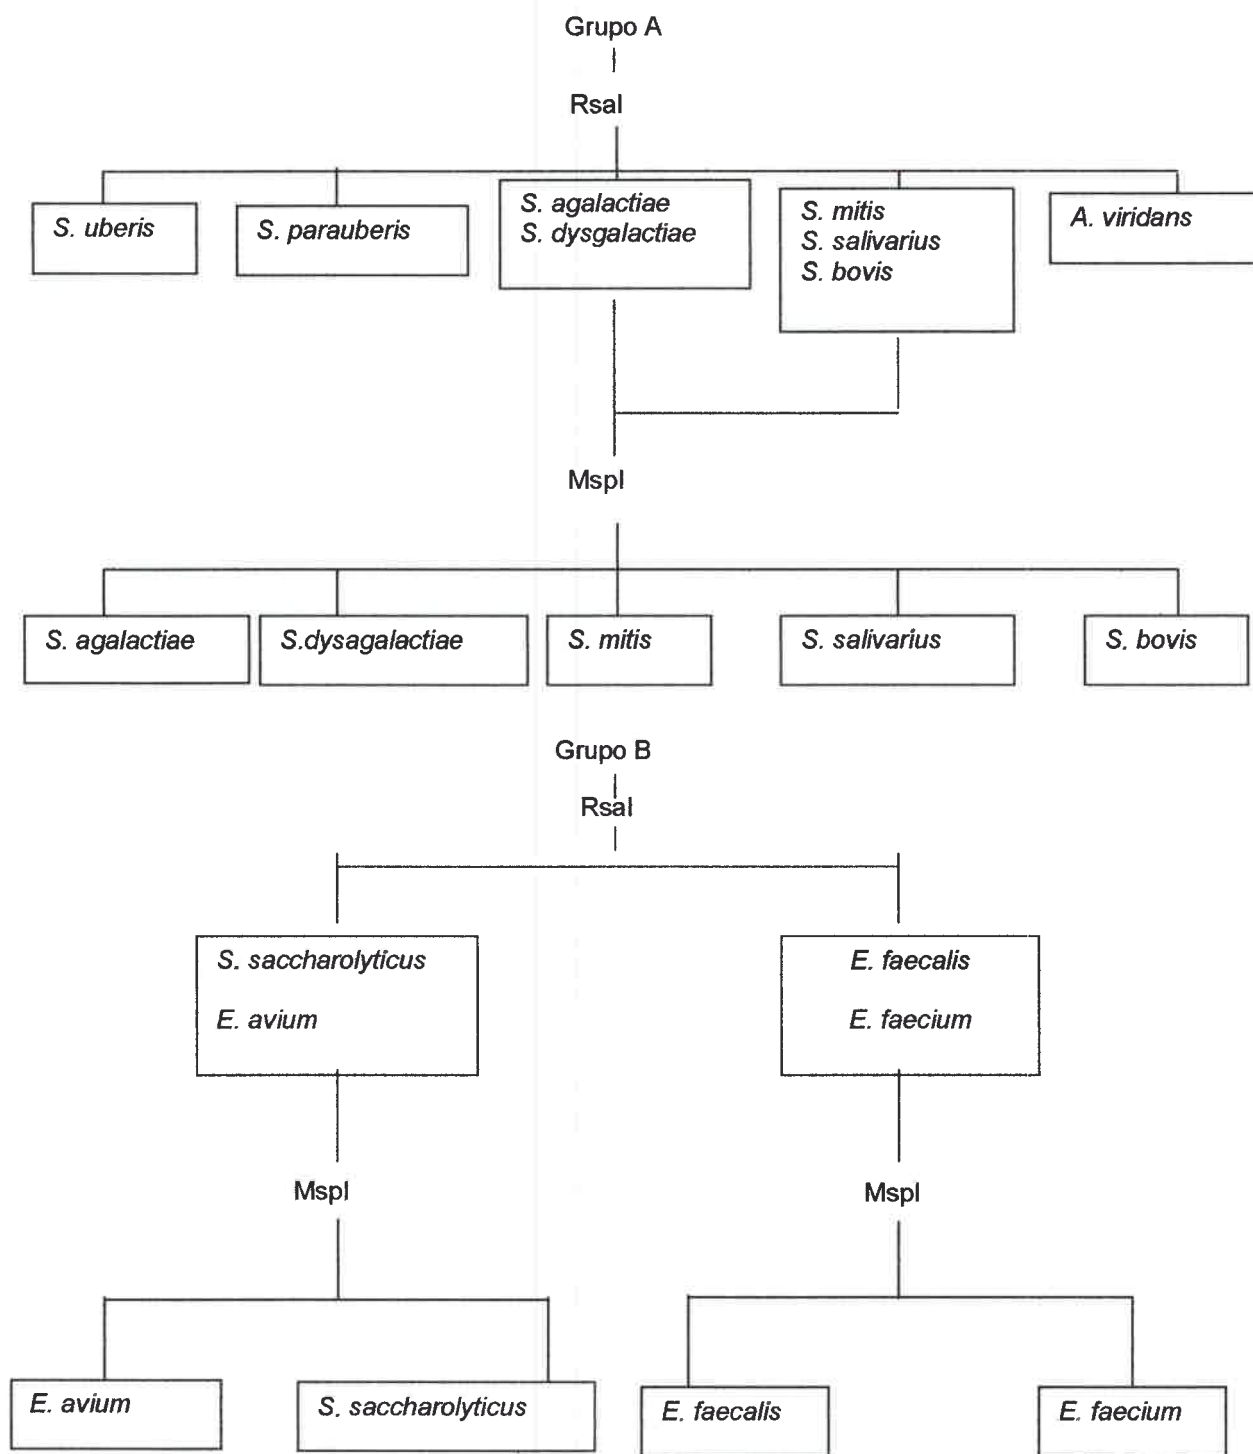 Grupo A
RsaI
S. uberis
S. parauberis
S. agalactiae
S. dysgalactiae
S. mitis
S. salivarius
S. bovis
A. viridans
MspI
S. agalactiae
S.dysagalactiae
S. mitis
S. salivarius
S. bovis
Grupo B
RsaI
S. saccharolyticus
E. avium
E. faecalis
E. faecium
MspI
MspI
E. avium
S. saccharolyticus
E. faecalis
E. faecium